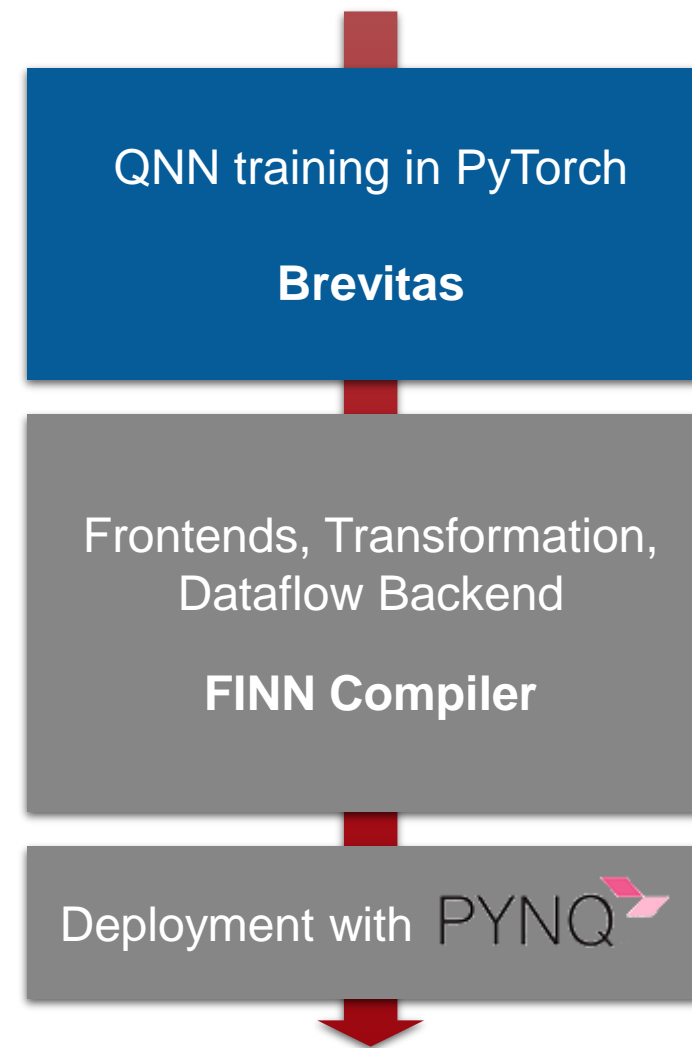 QNN training in PyTorch
Brevitas
Frontends, Transformation,
Dataflow Backend
FINN Compiler
Deployment with PYNQ